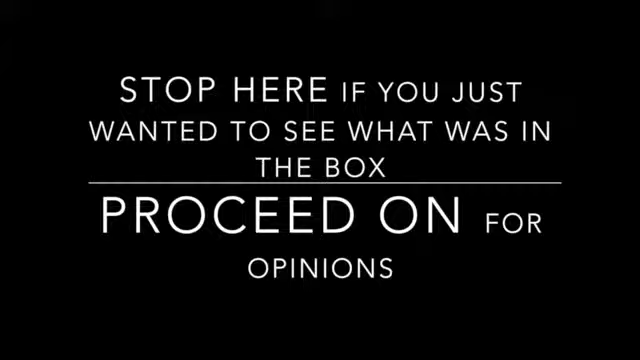 STOP HERE IF YOU JUST
WANTED TO SEE WHAT WAS IN
THE BOX
PROCEED ON FOR
OPINIONS